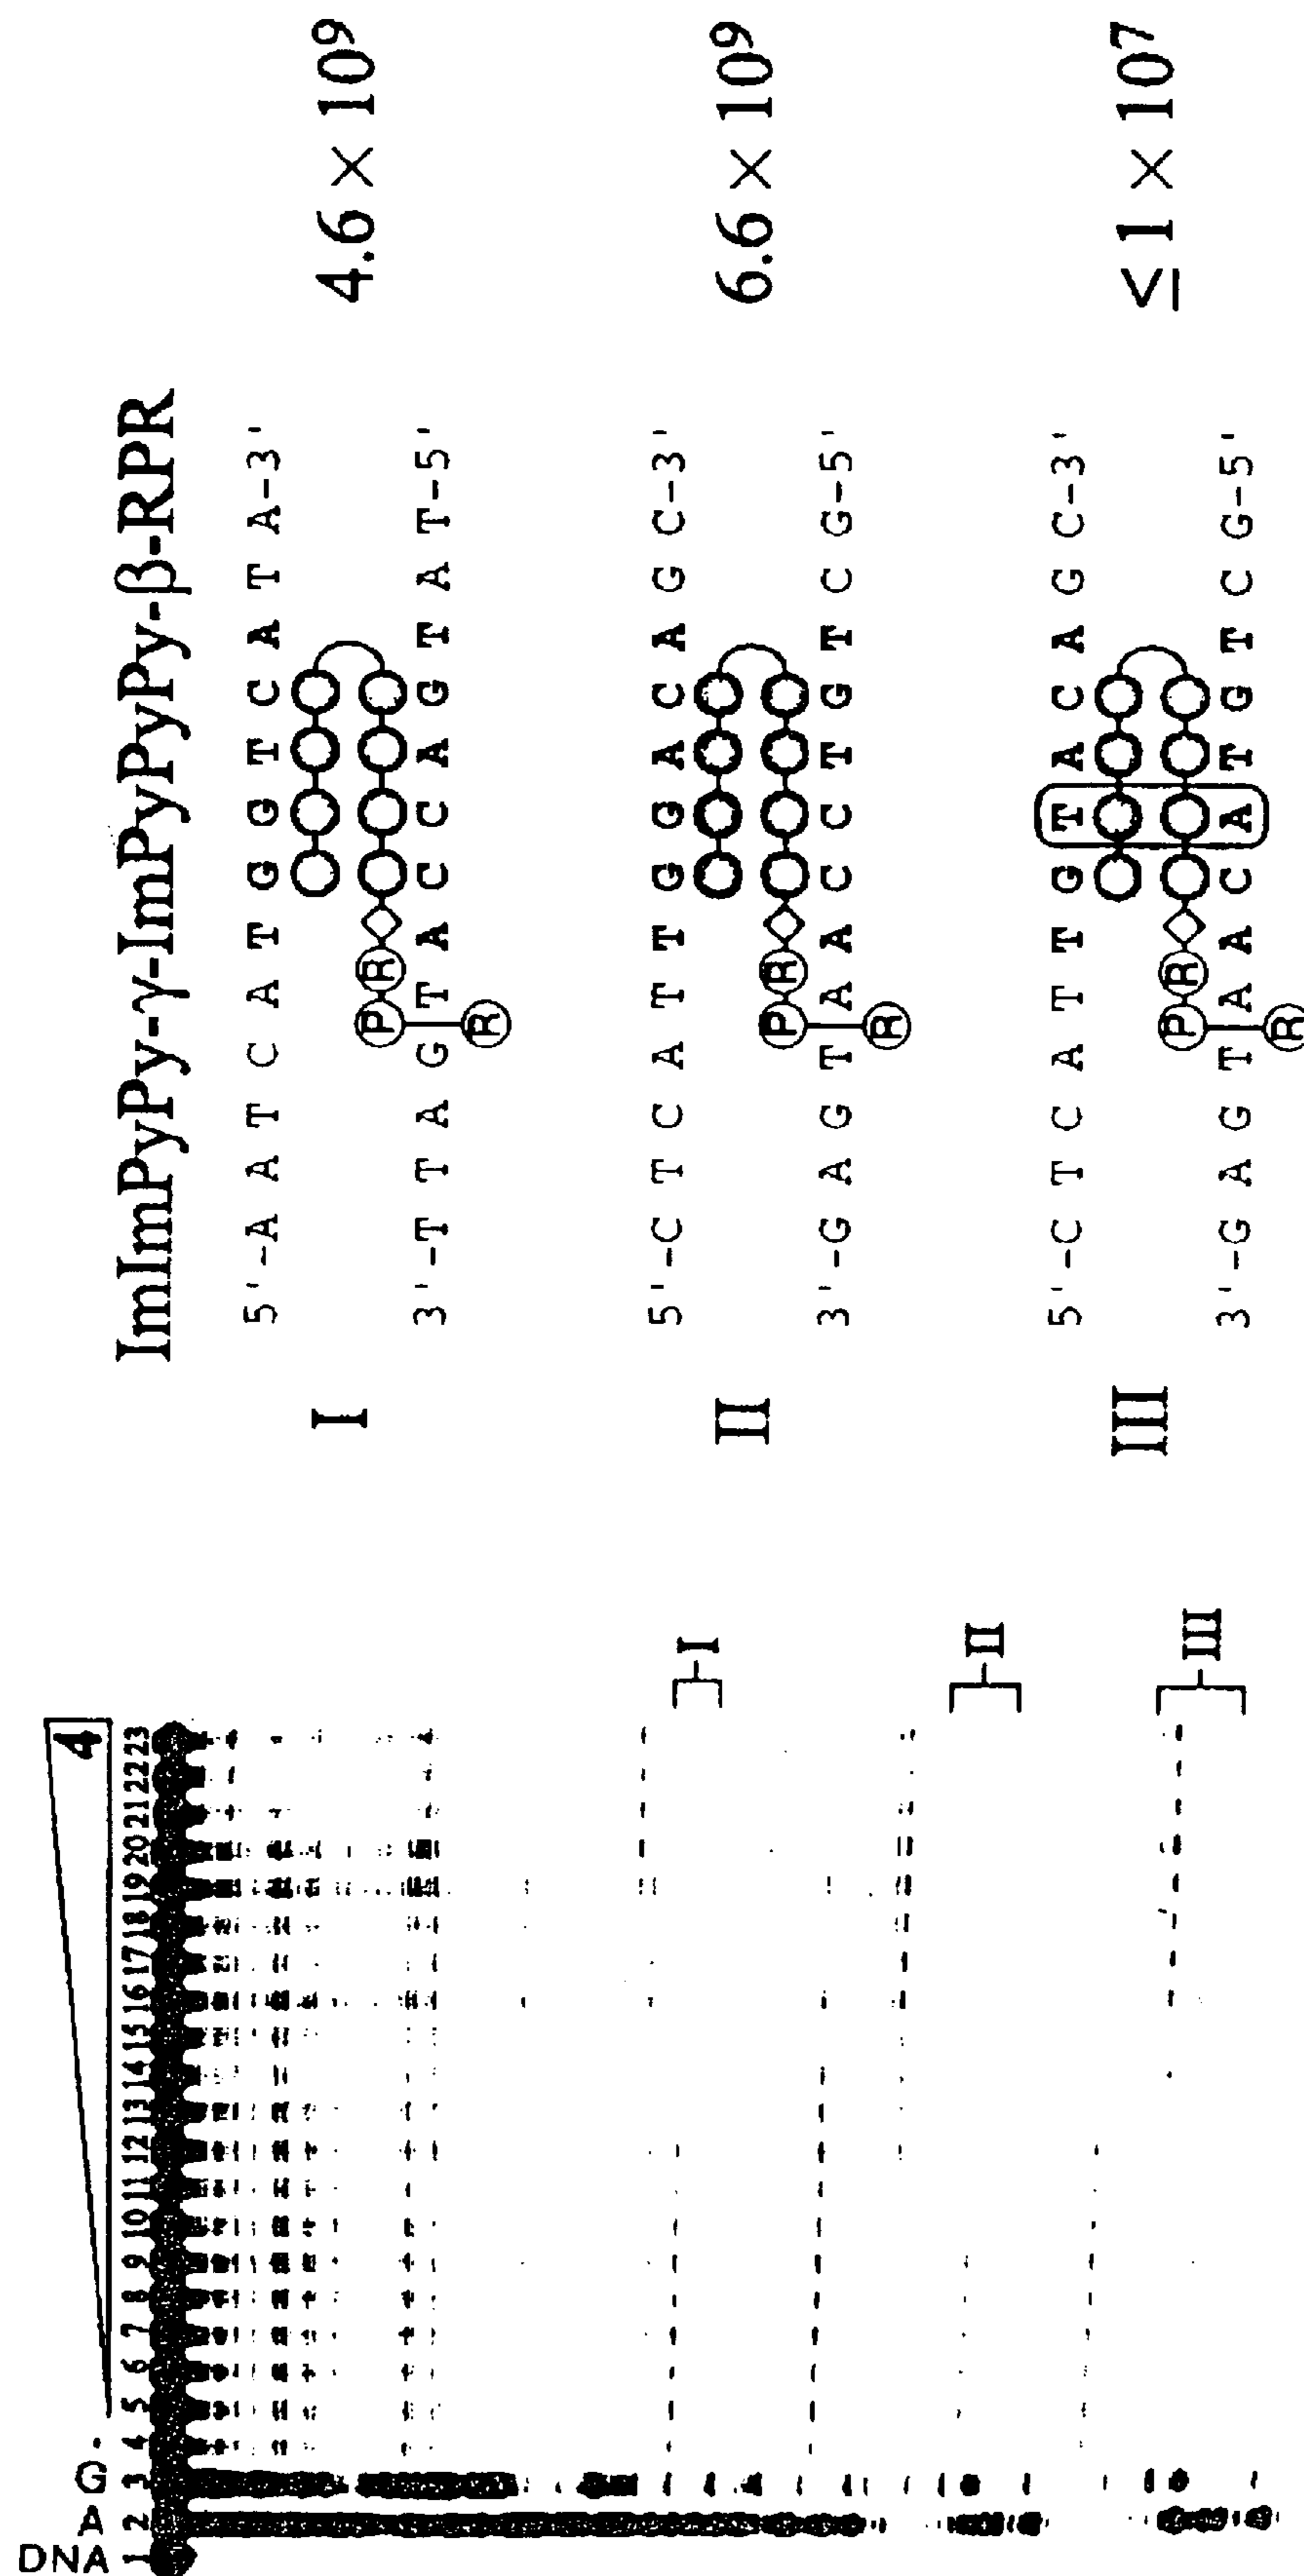 4
DNA A G
1 2 3 4 5 6 7 8 9 10 11 12 13 14 15 16 17 18 19 20 21 22 23
I
II
III
ImImPyPy-γ-ImPyPyPy-β-RPR
I
5'-A A T C A T G G T C A T A-3'
P R
R
3'-T T A G T A C C A G T A T-5'
4.6 × 10⁹
II
5'-C T C A T T G G A C A G C-3'
P R
R
3'-G A G T A A C C T G T C G-5'
6.6 × 10⁹
III
5'-C T C A T T G T A C A G C-3'
P R
R
3'-G A G T A A C A T G T C G-5'
≤ 1 × 10⁷